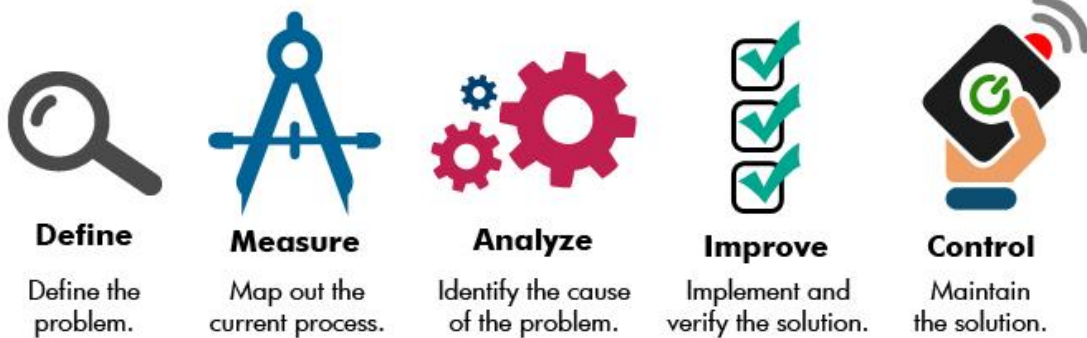 Define
Define the
problem.
Measure
Map out the
current process.
Analyze
Identify the cause
of the problem.
Improve
Implement and
verify the solution.
Control
Maintain
the solution.